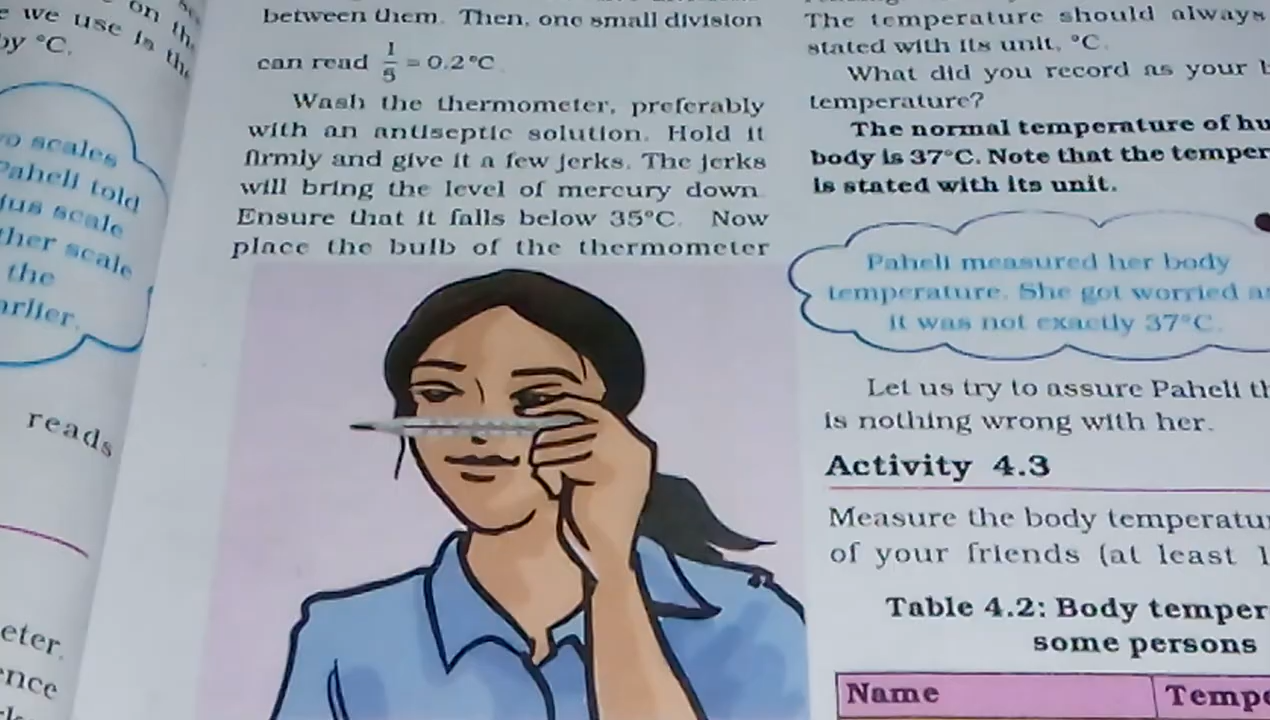 on
we use is the
by °C.
o scales
Paheli told
ius scale
ther scale
the
arlier.
reads
eter.
ence
between them. Then, one small division
can read 1/5 = 0.2°C
Wash the thermometer, preferably
with an antiseptic solution. Hold it
firmly and give it a few jerks. The jerks
will bring the level of mercury down.
Ensure that it falls below 35°C. Now
place the bulb of the thermometer
The temperature should always
stated with its unit, °C.
What did you record as your
temperature?
The normal temperature of hu
body is 37°C. Note that the temper
is stated with its unit.
Paheli measured her body
temperature. She got worried as
it was not exactly 37°C.
Let us try to assure Paheli th
is nothing wrong with her.
Activity 4.3
Measure the body temperatu
of your friends (at least 1
Table 4.2: Body temper
some persons
Name Tempe